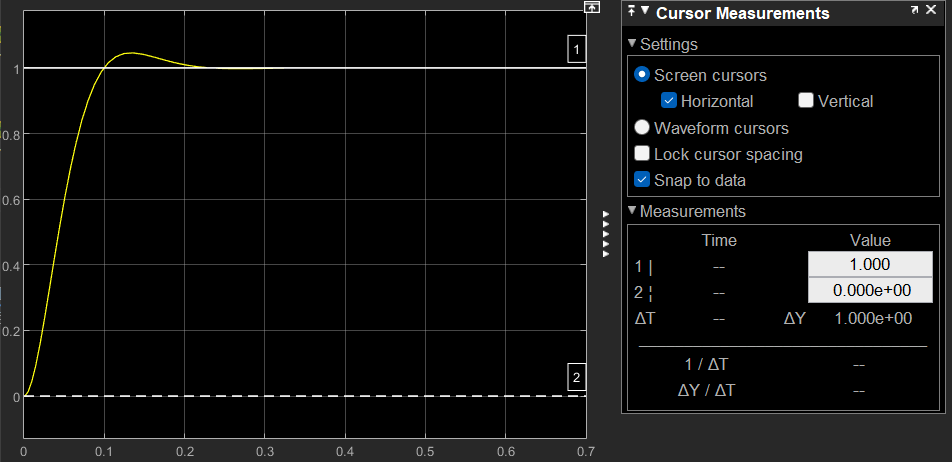 1
1
0.8
0.6
0.4
0.2
2
0
0 0.1 0.2 0.3 0.4 0.5 0.6 0.7
Cursor Measurements
Settings
Screen cursors
Horizontal Vertical
Waveform cursors
Lock cursor spacing
Snap to data
Measurements
Time Value
1 | -- 1.000
2 ¦ -- 0.000e+00
ΔT -- ΔY 1.000e+00
1 / ΔT --
ΔY / ΔT --